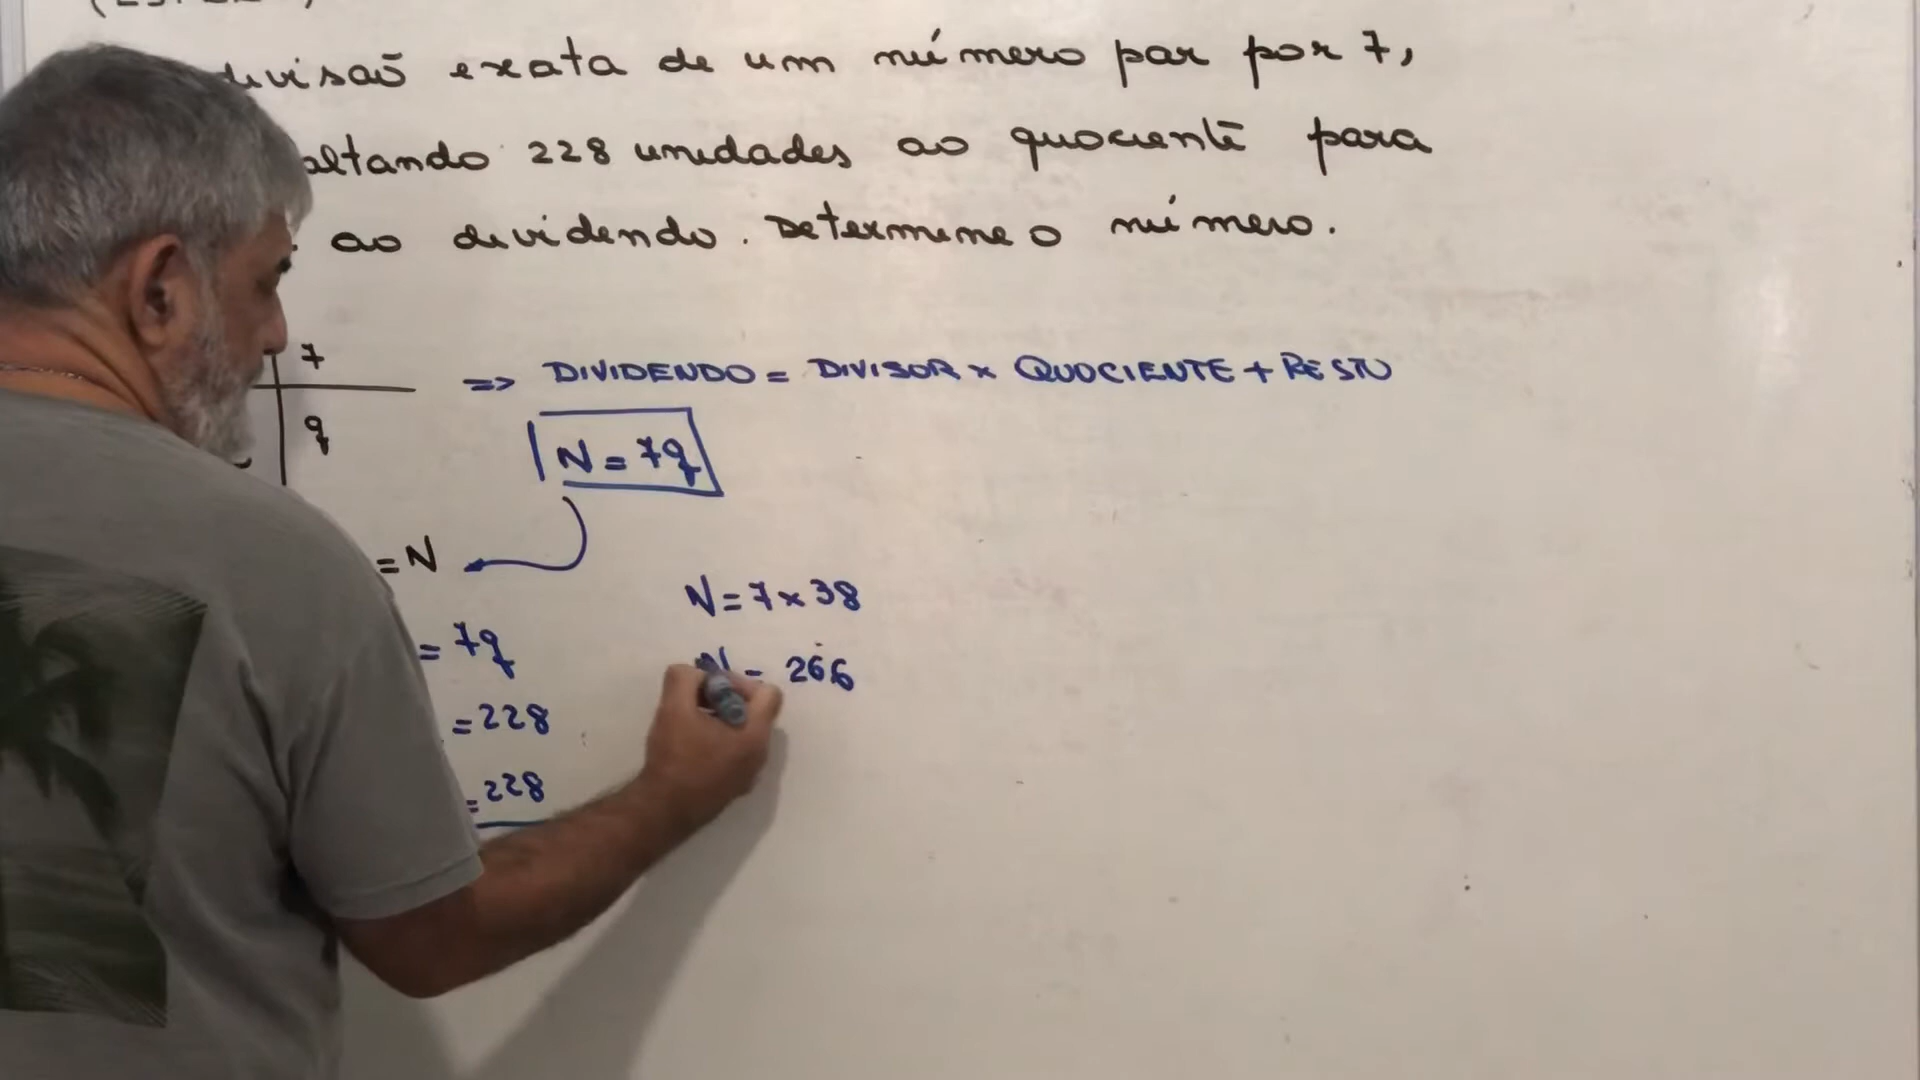 divisaõ exata de um número par por 7,
altando 228 unidades ao quociente para
ao dividendo. Determine o número.
7
=> DIVIDENDO = DIVISOR x QUOCIENTE + RESTO
q
N = 7q
= N
N = 7 x 38
= 7q
N = 266
= 228
= 228